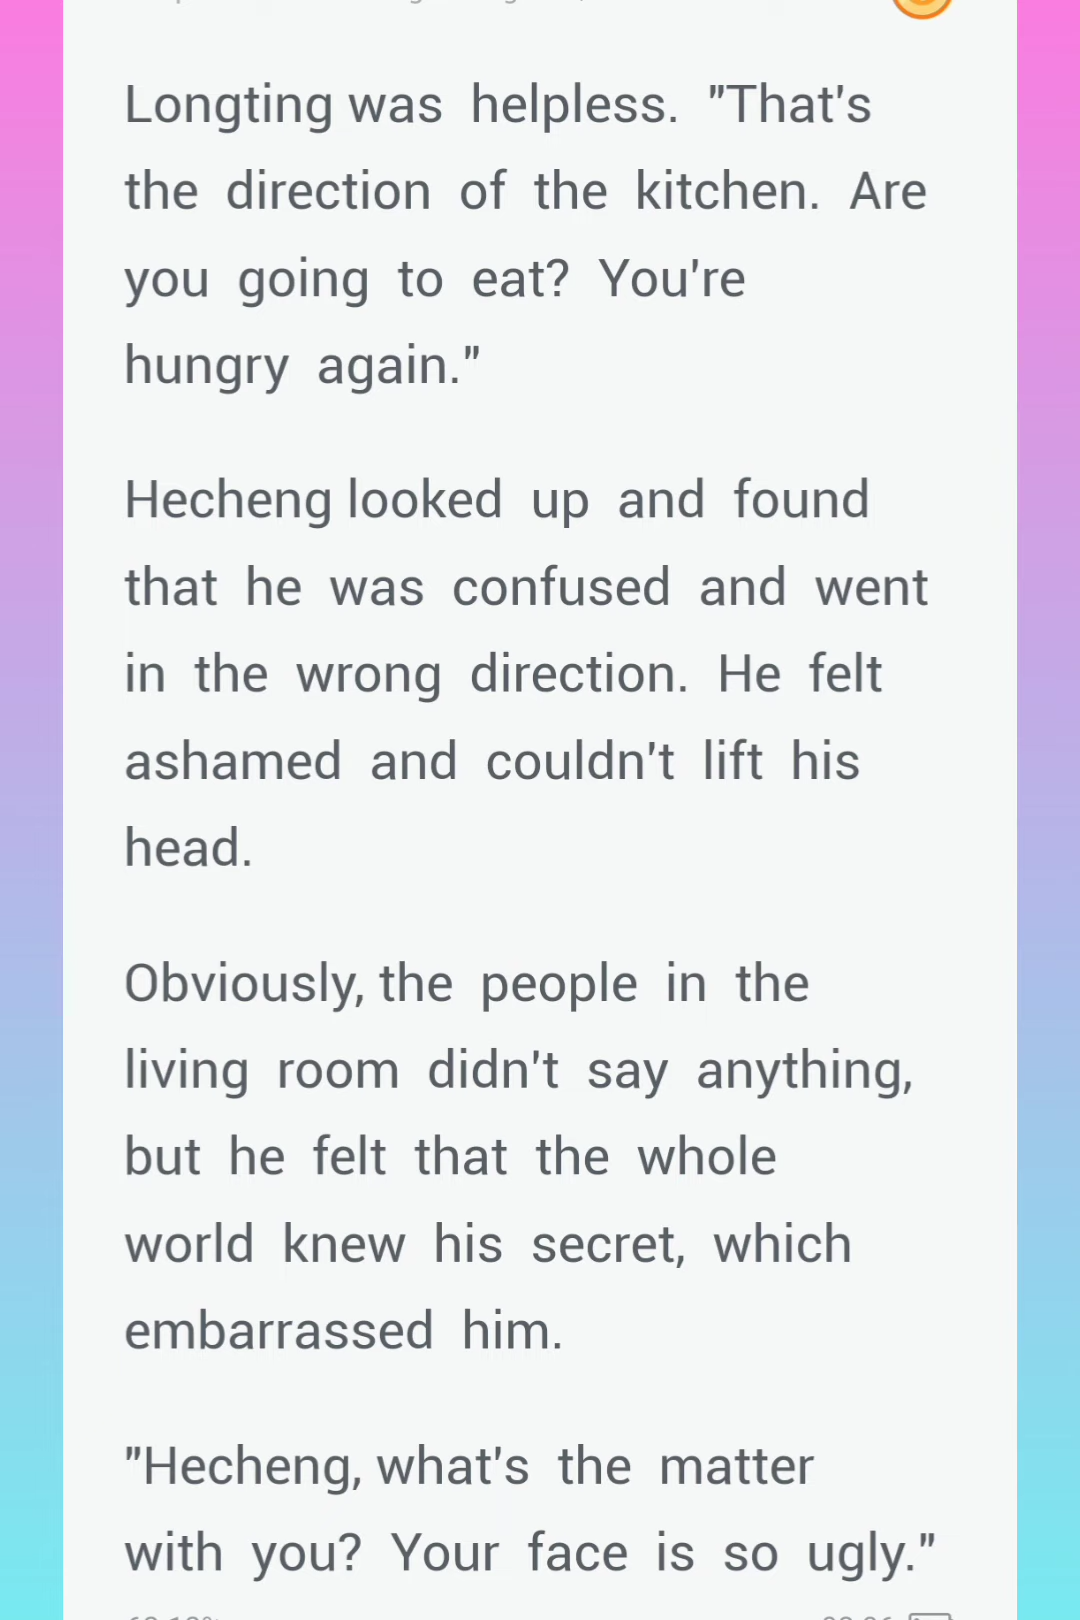 Longting was helpless. "That's
the direction of the kitchen. Are
you going to eat? You're
hungry again."
Hecheng looked up and found
that he was confused and went
in the wrong direction. He felt
ashamed and couldn't lift his
head.
Obviously, the people in the
living room didn't say anything,
but he felt that the whole
world knew his secret, which
embarrassed him.
"Hecheng, what's the matter
with you? Your face is so ugly."